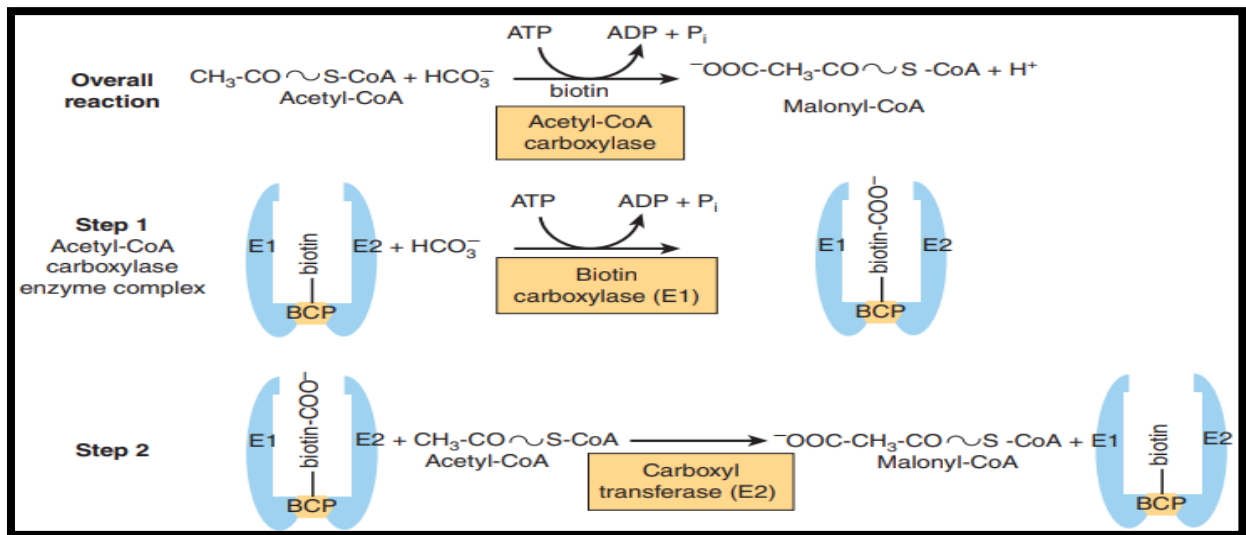 ATP ADP + Pi
Overall reaction
CH3-CO~S-CoA + HCO3− −OOC-CH3-CO~S -CoA + H+
Acetyl-CoA biotin Malonyl-CoA
Acetyl-CoA
carboxylase
Step 1
Acetyl-CoA
carboxylase
enzyme complex
E1 biotin E2 + HCO3−
BCP
ATP ADP + Pi
Biotin
carboxylase (E1)
E1 biotin-COO− E2
BCP
Step 2
E1 biotin-COO− E2 + CH3-CO~S-CoA
Acetyl-CoA
BCP
Carboxyl
transferase (E2)
−OOC-CH3-CO~S -CoA + E1 biotin E2
Malonyl-CoA
BCP